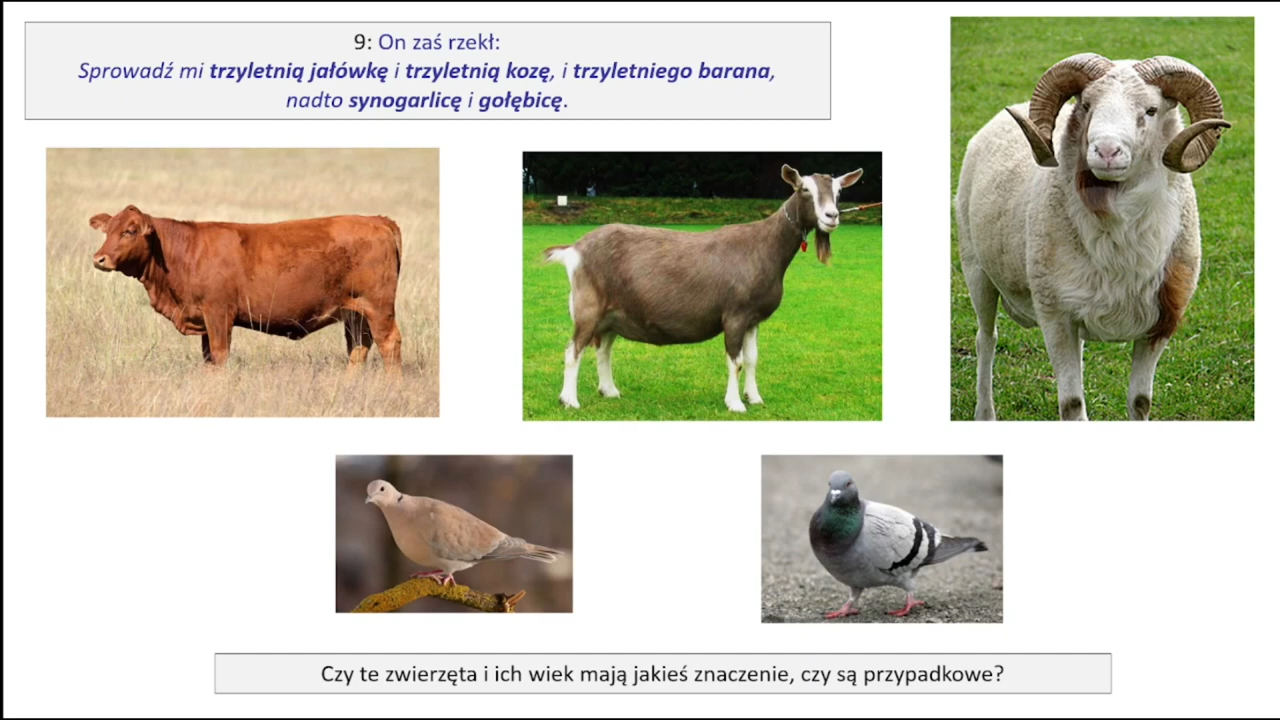 9: On zaś rzekł:
Sprowadź mi trzyletnią jałówkę i trzyletnią kozę, i trzyletniego barana,
nadto synogarlicę i gołębicę.
Czy te zwierzęta i ich wiek mają jakieś znaczenie, czy są przypadkowe?